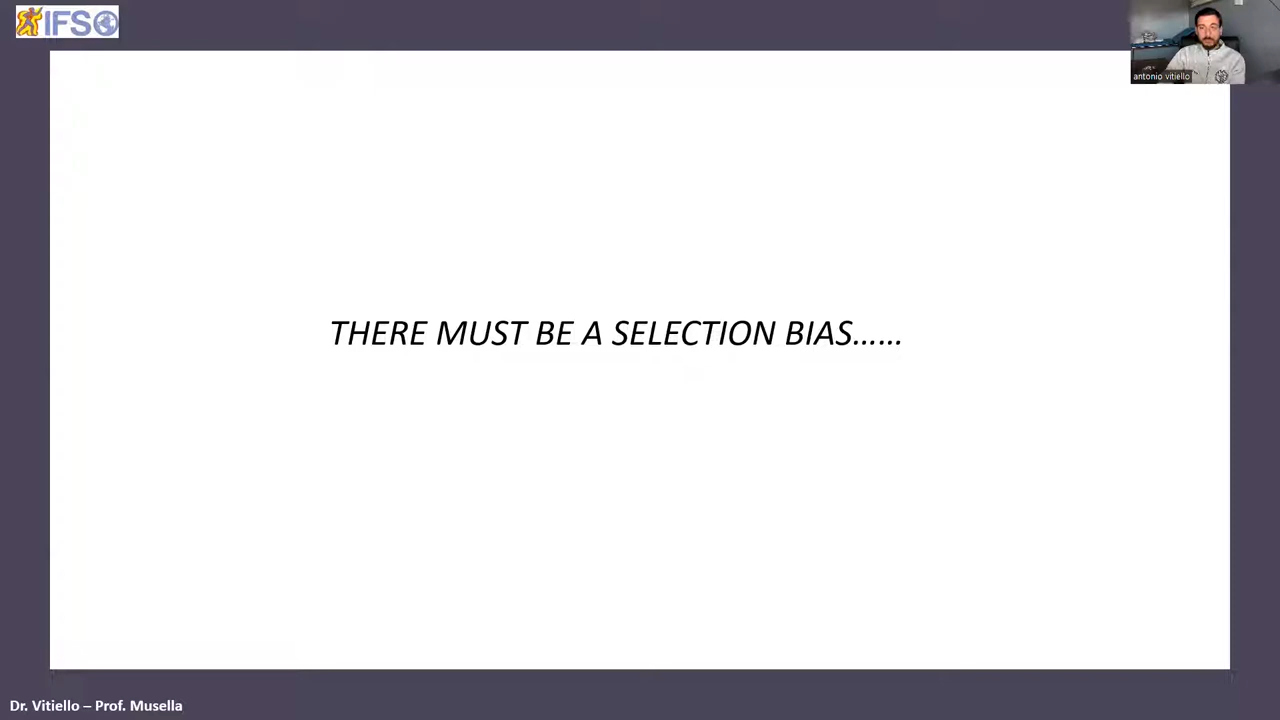 IFSO
antonio vitiello
THERE MUST BE A SELECTION BIAS......
Dr. Vitiello – Prof. Musella